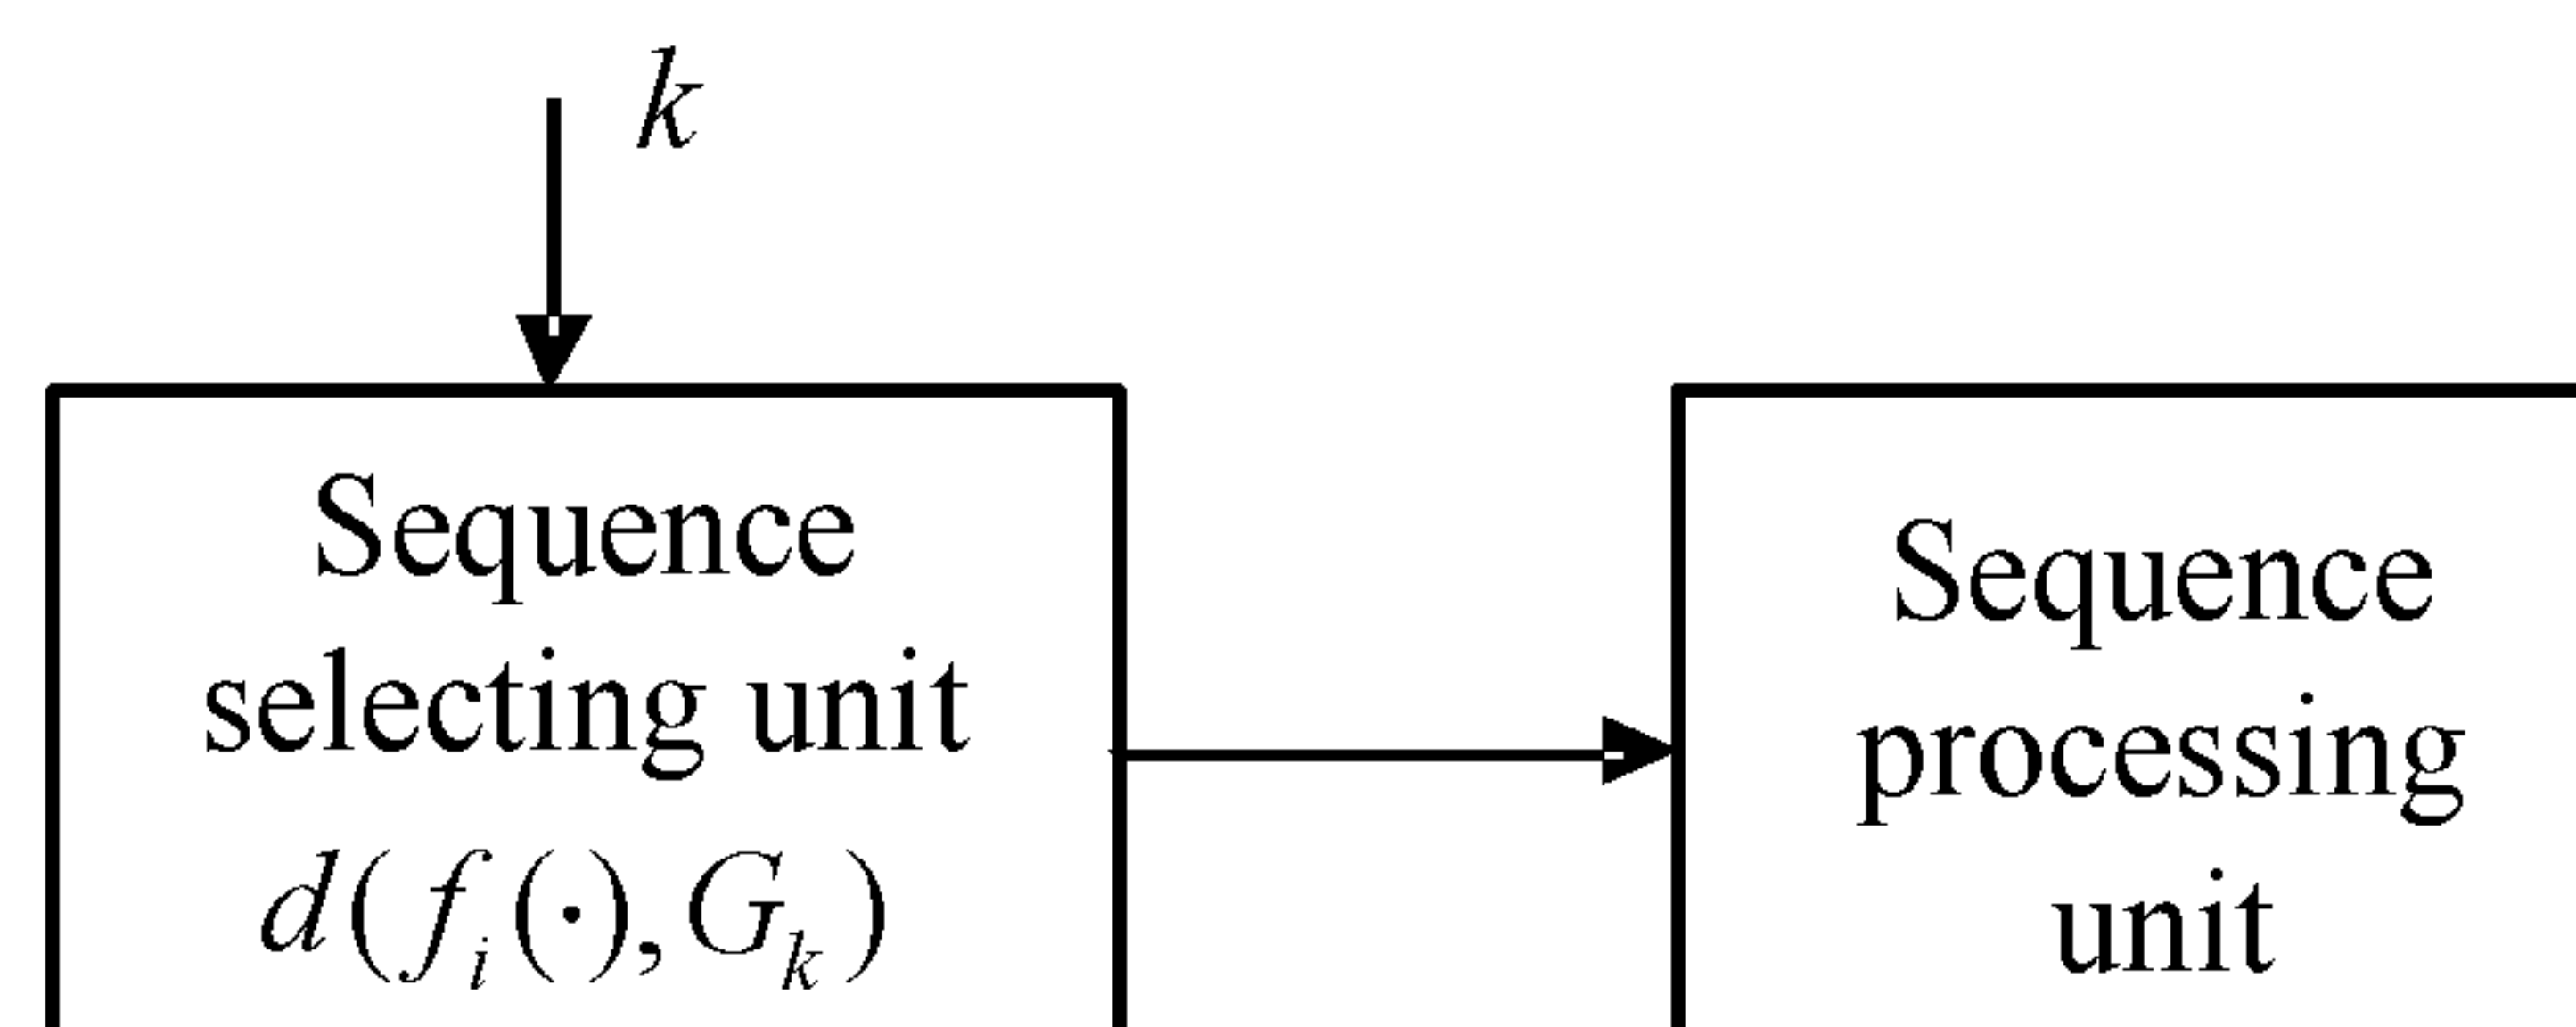 k
Sequence
selecting unit
d(f_i(·), G_k)
Sequence
processing
unit